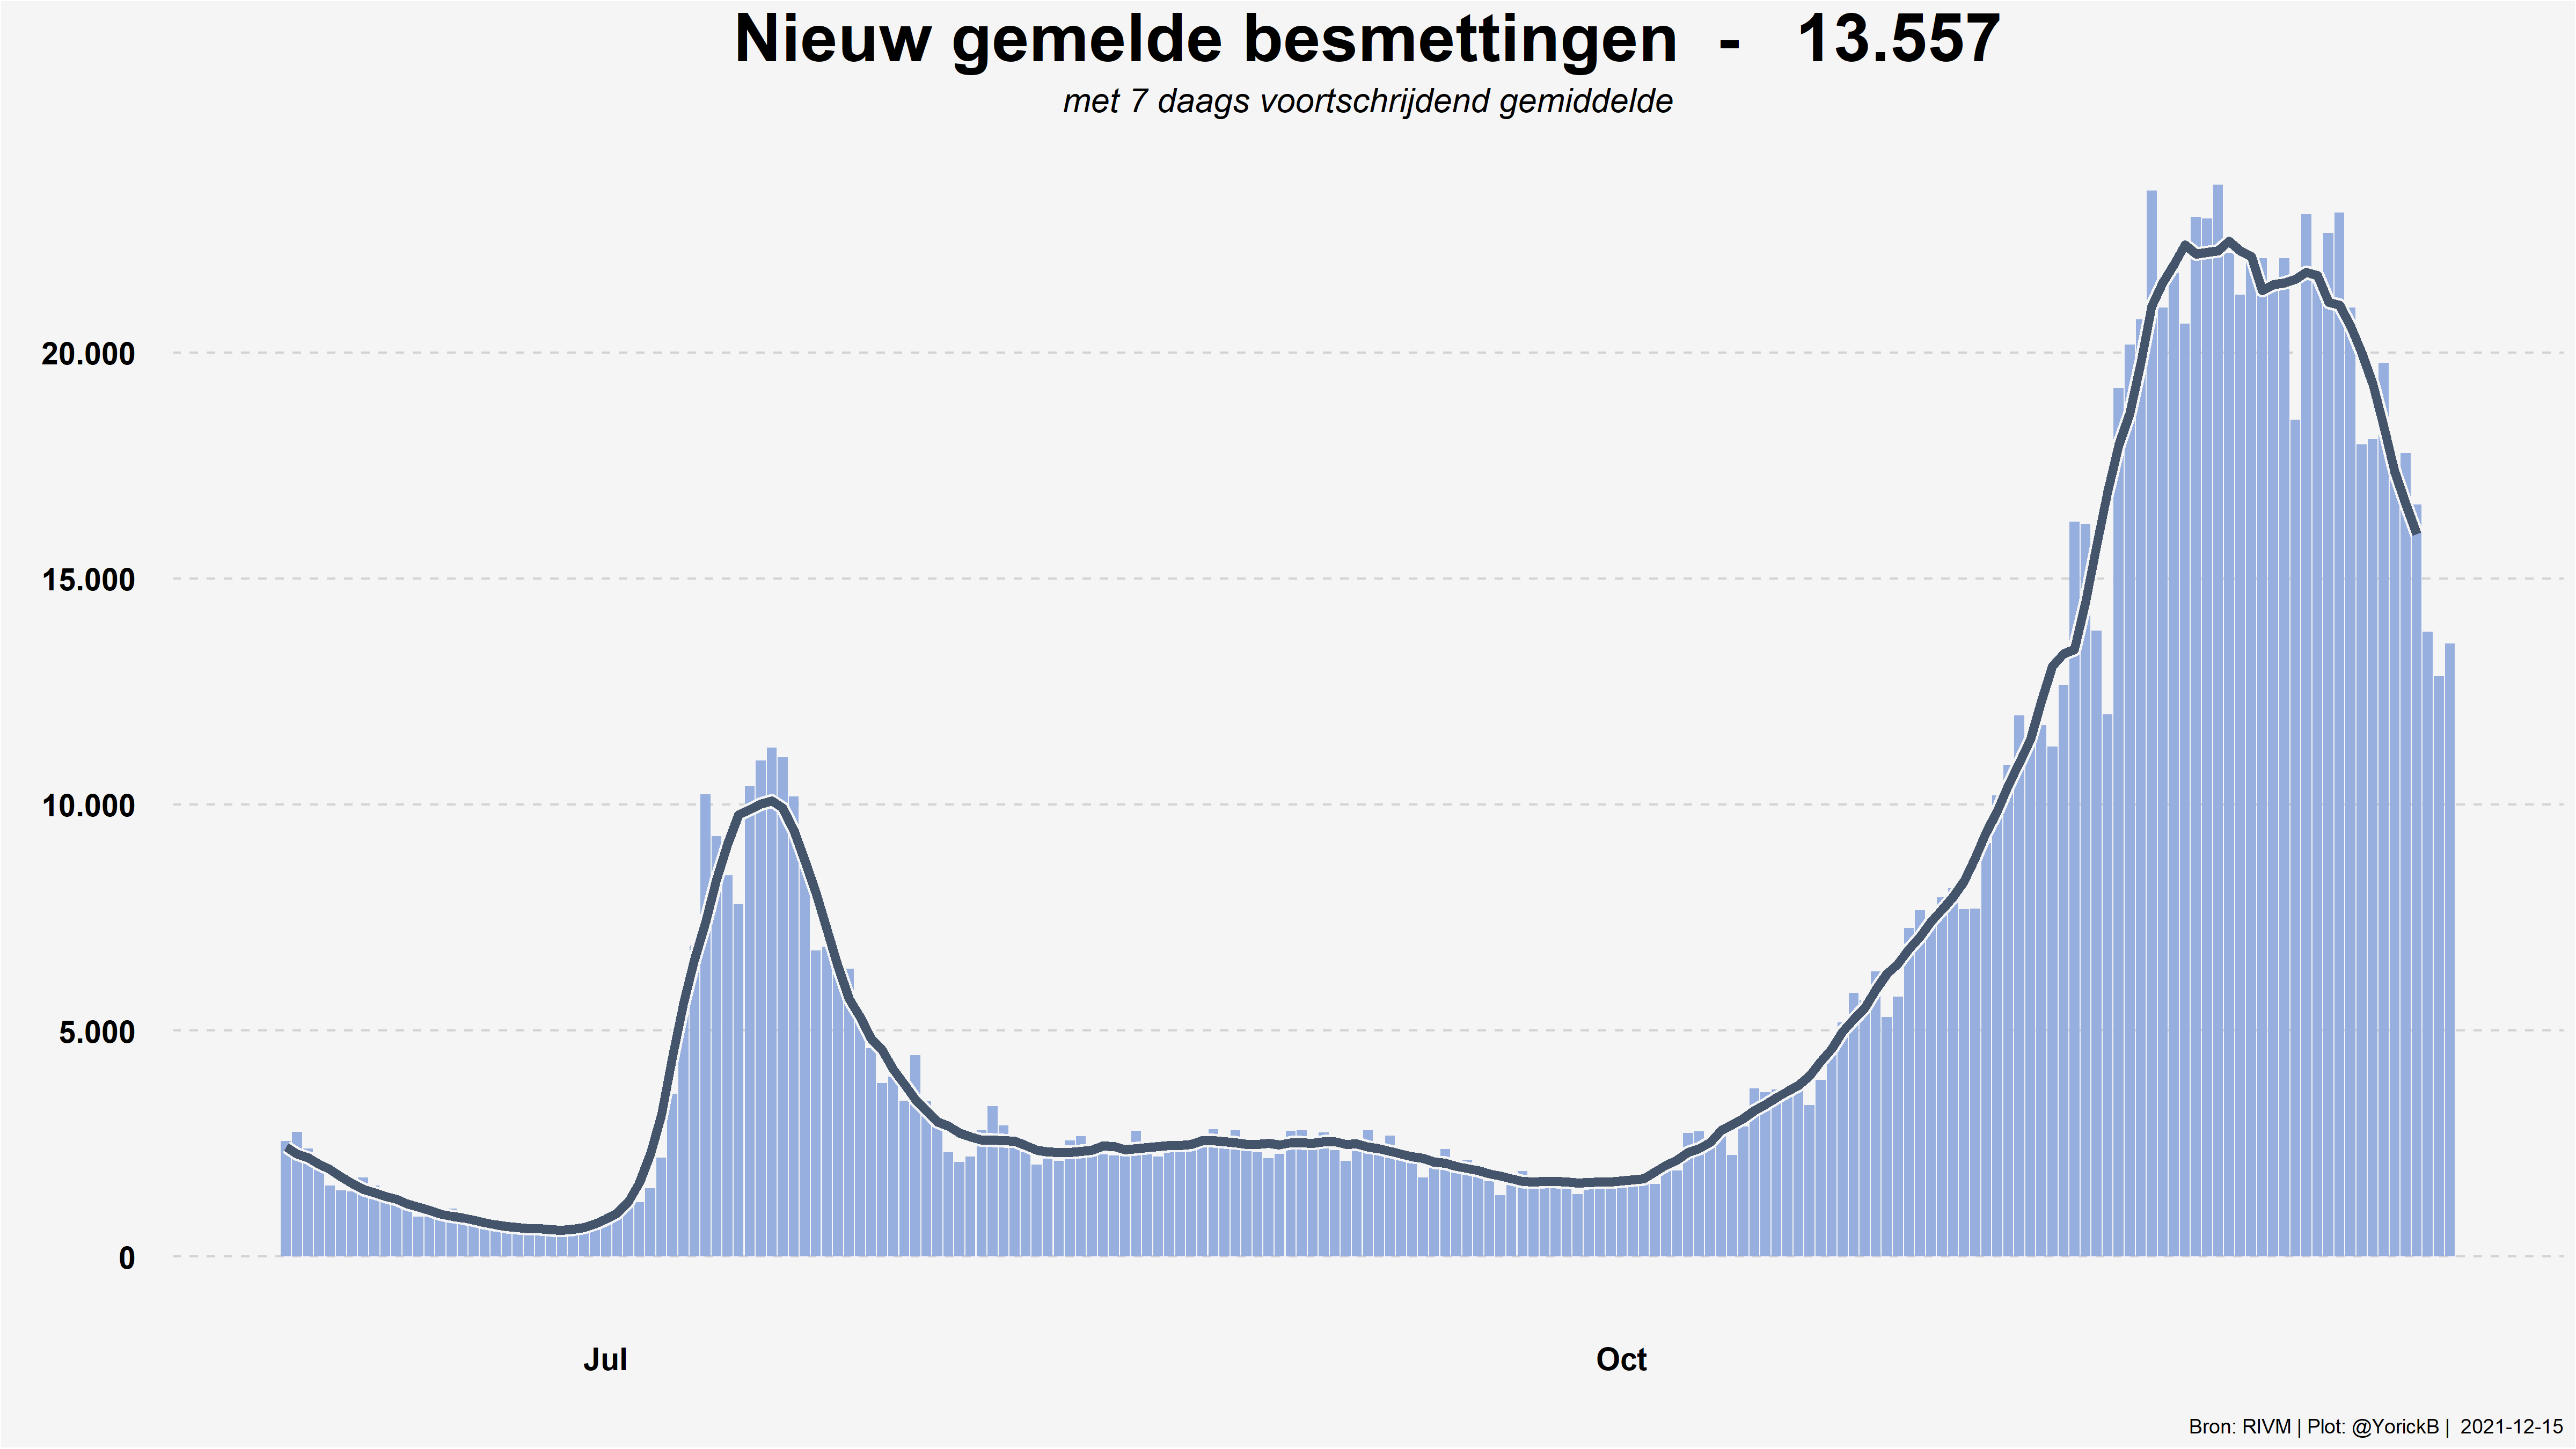 Nieuw gemelde besmettingen - 13.557
met 7 daags voortschrijdend gemiddelde
20.000
15.000
10.000
5.000
0
Jul Oct
Bron: RIVM | Plot: @YorickB | 2021-12-15